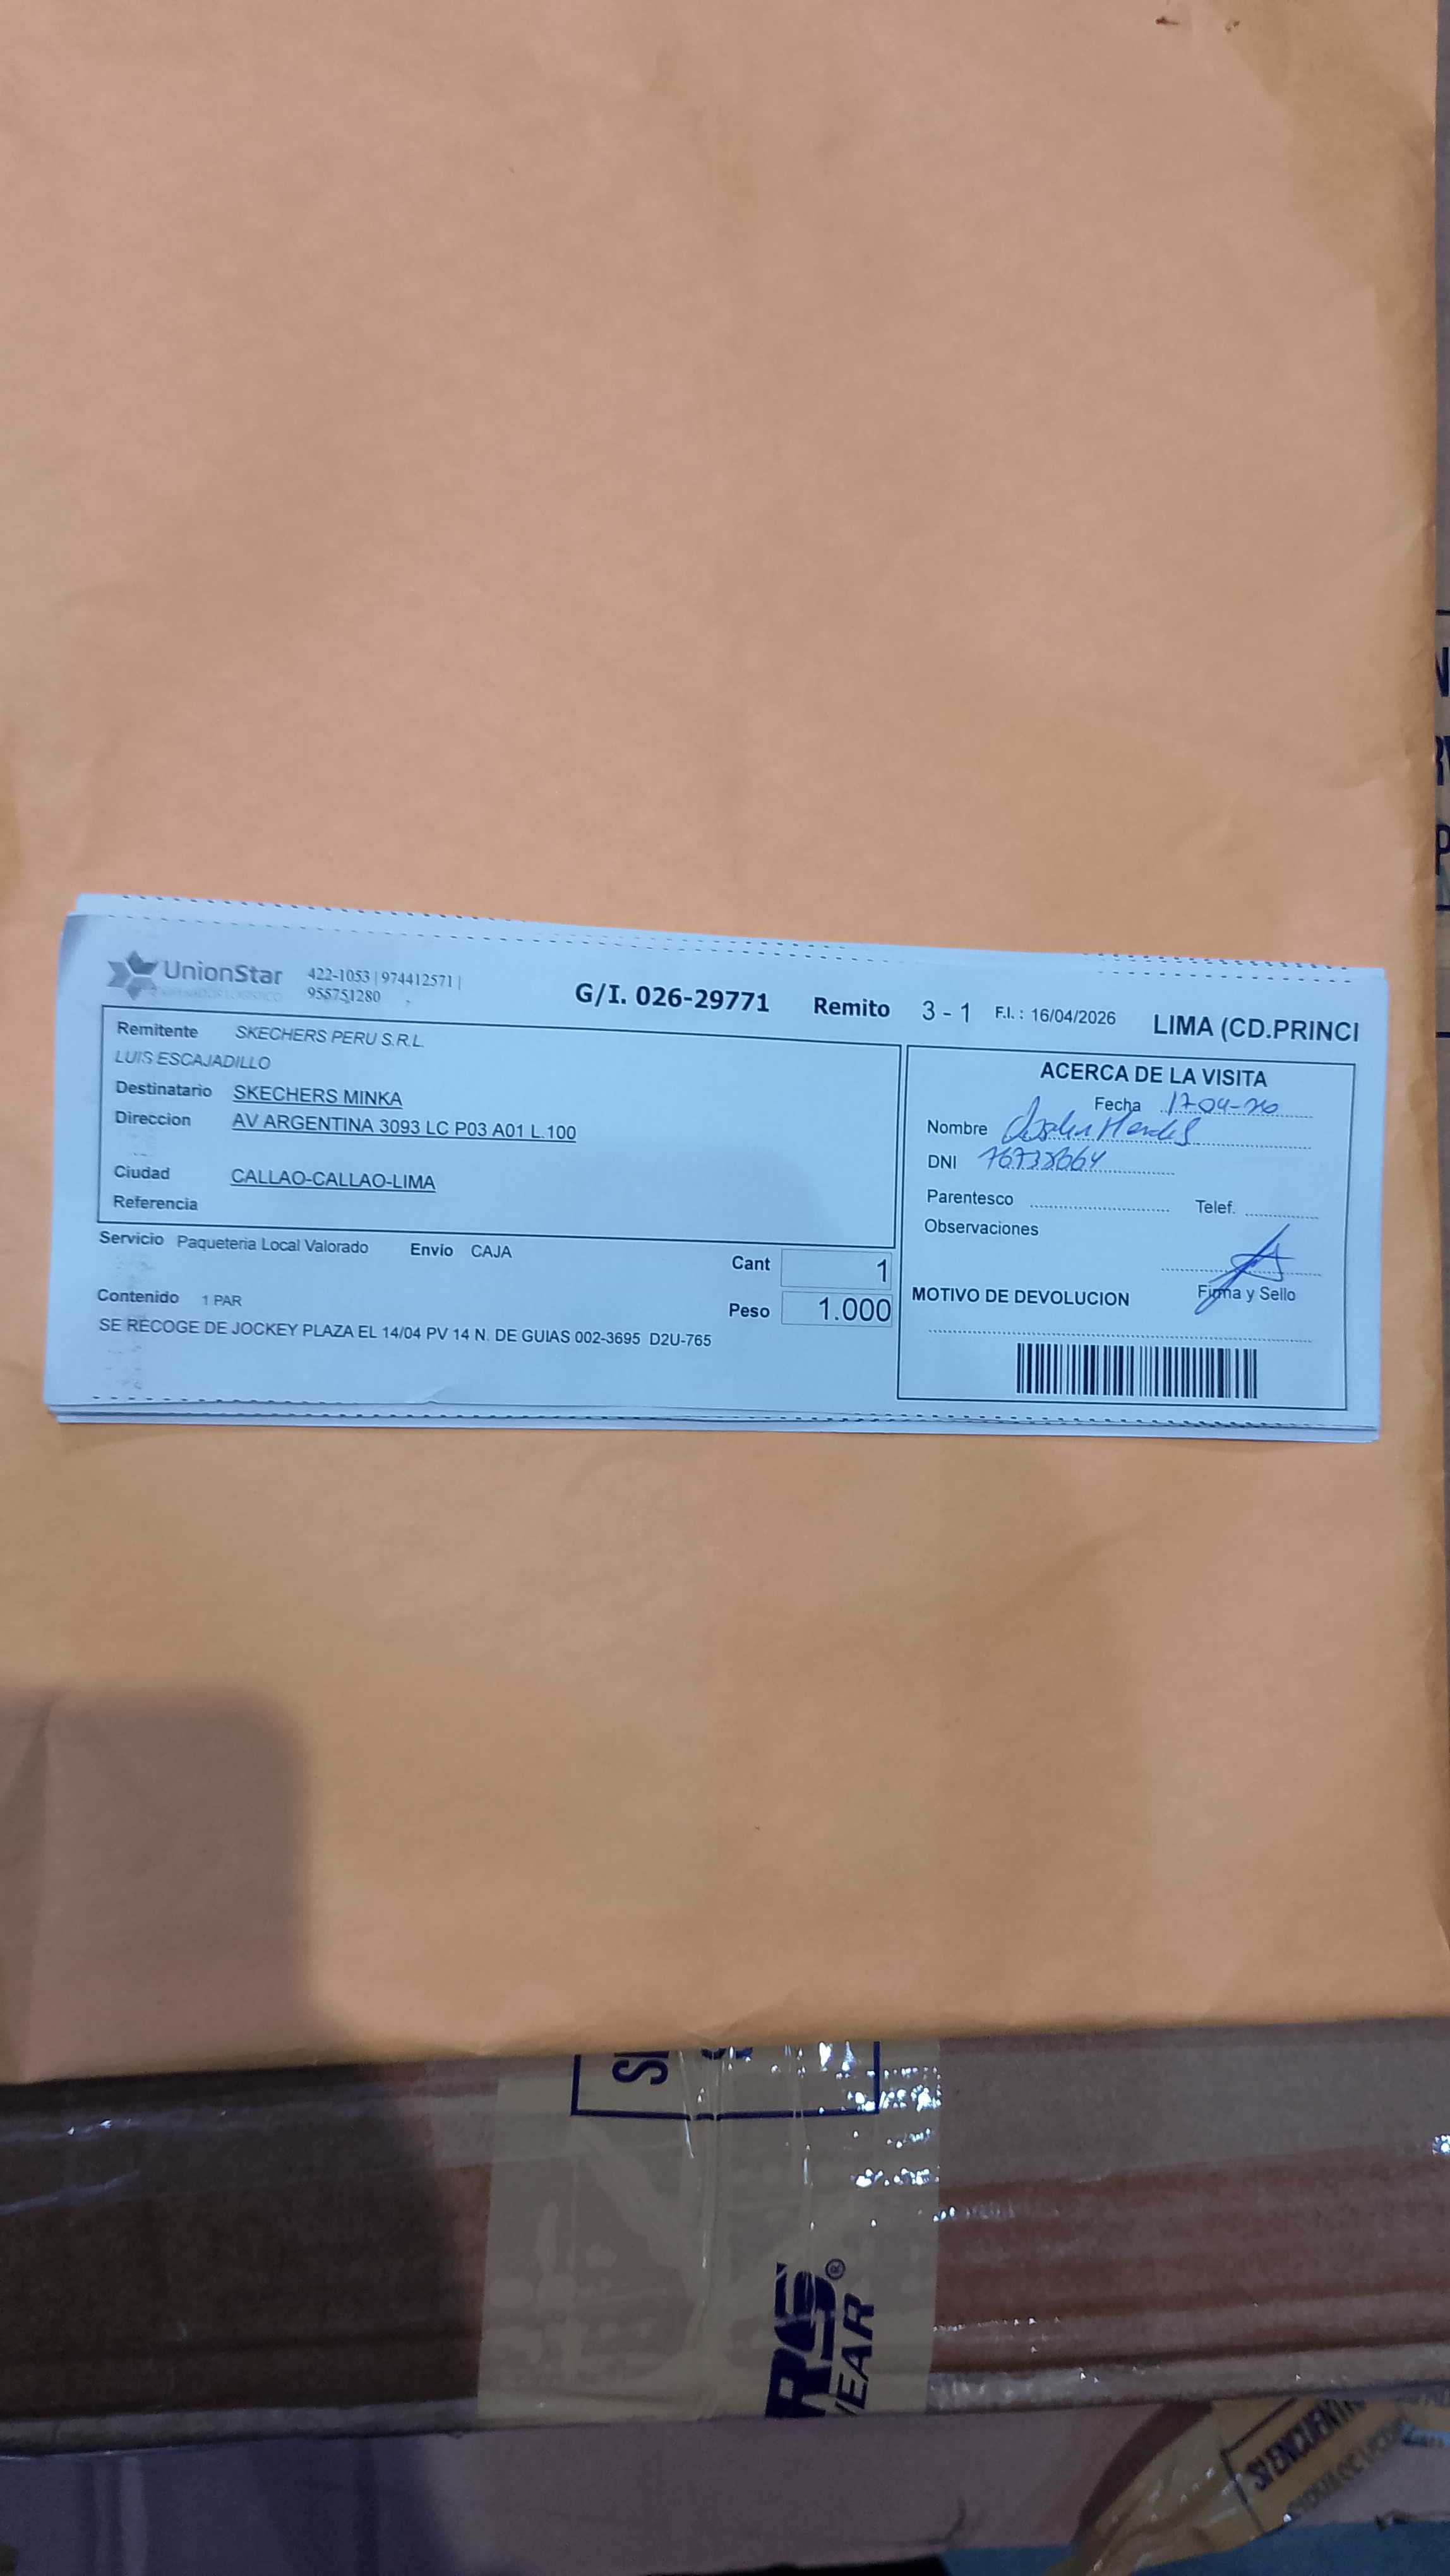 UnionStar 422-1053 | 974412571 |
955751280
G/I. 026-29771 Remito 3 - 1 F.I. : 16/04/2026 LIMA (CD.PRINCI
Remitente SKECHERS PERU S.R.L.
LUIS ESCAJADILLO
Destinatario SKECHERS MINKA
Direccion AV ARGENTINA 3093 LC P03 A01 L.100
Ciudad CALLAO-CALLAO-LIMA
Referencia
Servicio Paqueteria Local Valorado Envio CAJA
Cant 1
Contenido 1 PAR
Peso 1.000
SE RECOGE DE JOCKEY PLAZA EL 14/04 PV 14 N. DE GUIAS 002-3695 D2U-765
ACERCA DE LA VISITA
Fecha 17-04-26
Nombre
DNI
Parentesco Telef.
Observaciones
Firma y Sello
MOTIVO DE DEVOLUCION
SI ENCUENTR